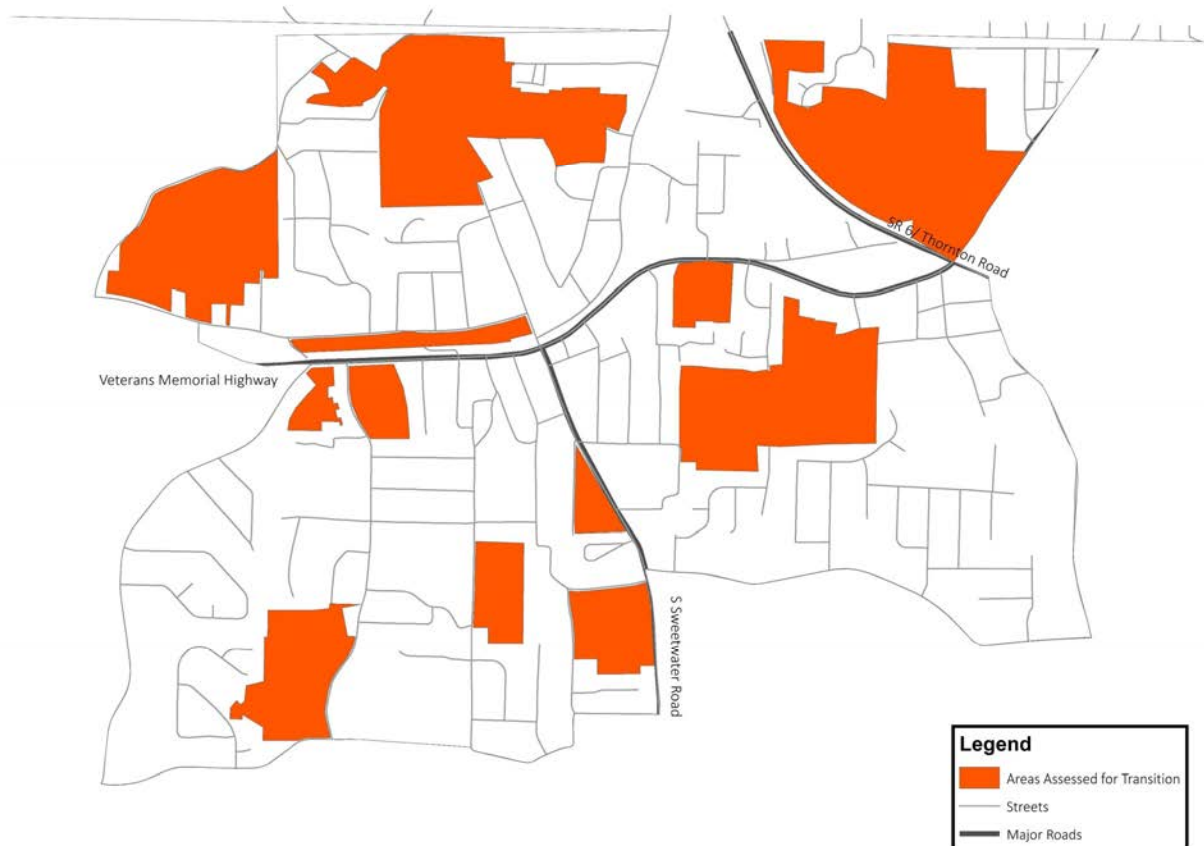 SR 6/ Thornton Road
Veterans Memorial Highway
S Sweetwater Road
Legend
Areas Assessed for Transition
Streets
Major Roads